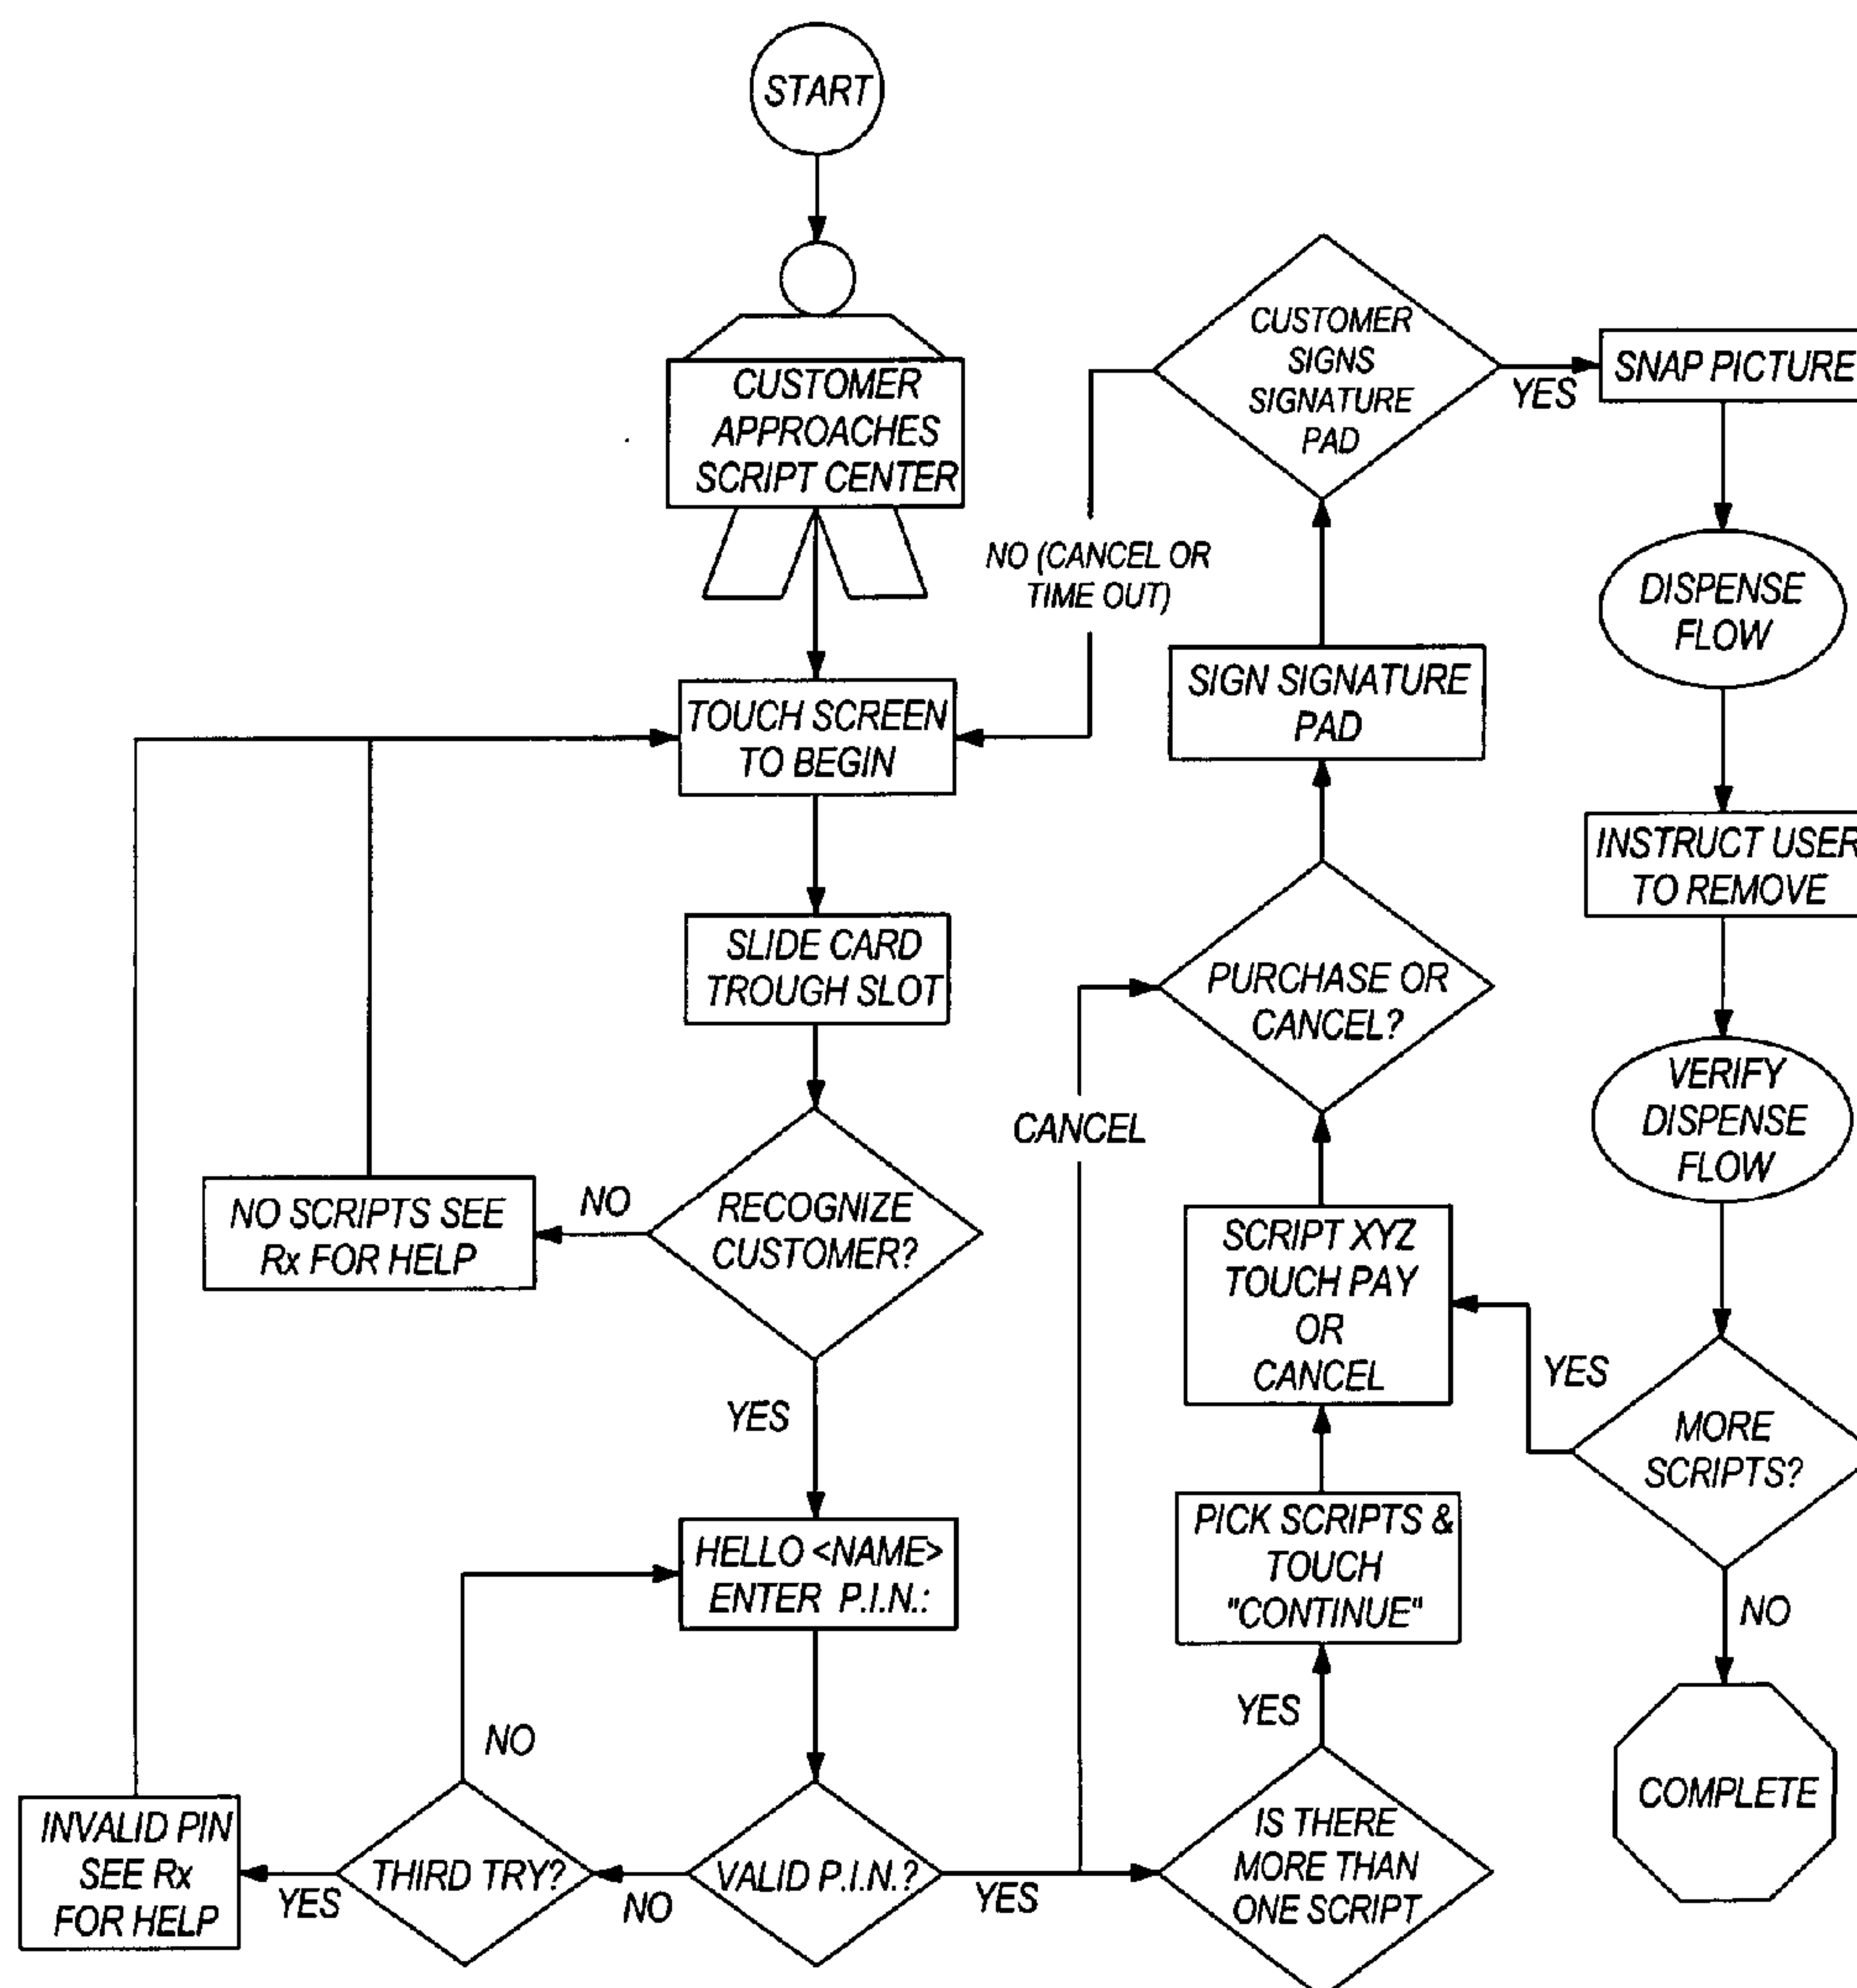 START
CUSTOMER
APPROACHES
SCRIPT CENTER
TOUCH SCREEN
TO BEGIN
SLIDE CARD
TROUGH SLOT
RECOGNIZE
CUSTOMER?
NO
NO SCRIPTS SEE
Rx FOR HELP
YES
HELLO <NAME>
ENTER P.I.N.:
VALID P.I.N.?
NO
THIRD TRY?
NO
YES
INVALID PIN
SEE Rx
FOR HELP
YES
IS THERE
MORE THAN
ONE SCRIPT
YES
PICK SCRIPTS &
TOUCH
"CONTINUE"
SCRIPT XYZ
TOUCH PAY
OR
CANCEL
PURCHASE OR
CANCEL?
CANCEL
SIGN SIGNATURE
PAD
CUSTOMER
SIGNS
SIGNATURE
PAD
NO (CANCEL OR
TIME OUT)
YES
SNAP PICTURE
DISPENSE
FLOW
INSTRUCT USER
TO REMOVE
VERIFY
DISPENSE
FLOW
MORE
SCRIPTS?
YES
NO
COMPLETE